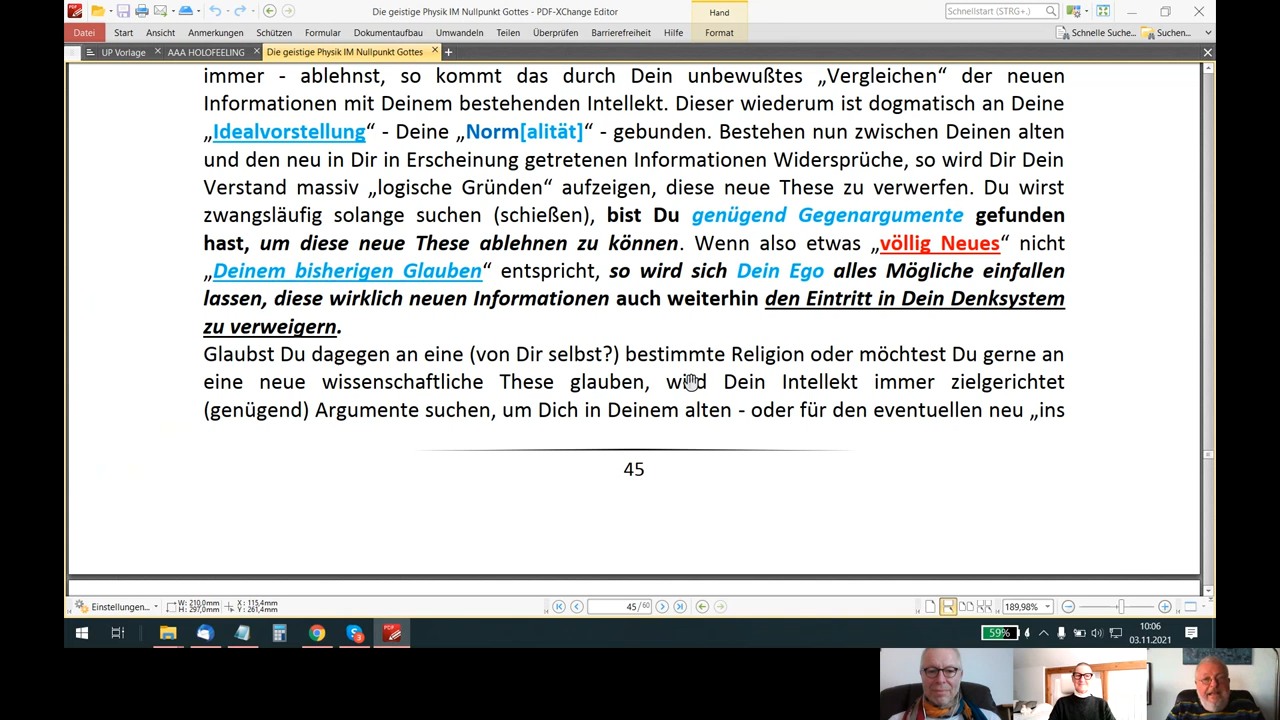 Die geistige Physik IM Nullpunkt Gottes - PDF-XChange Editor
Hand
Schnellstart (STRG+.)
Datei Start Ansicht Anmerkungen Schützen Formular Dokumentaufbau Umwandeln Teilen Überprüfen Barrierefreiheit Hilfe Format
Schnelle Suche... Suchen...
UP Vorlage AAA HOLOFEELING Die geistige Physik IM Nullpunkt Gottes
immer - ablehnst, so kommt das durch Dein unbewußtes „Vergleichen“ der neuen
Informationen mit Deinem bestehenden Intellekt. Dieser wiederum ist dogmatisch an Deine
„Idealvorstellung“ - Deine „Norm[alität]“ - gebunden. Bestehen nun zwischen Deinen alten
und den neu in Dir in Erscheinung getretenen Informationen Widersprüche, so wird Dir Dein
Verstand massiv „logische Gründen“ aufzeigen, diese neue These zu verwerfen. Du wirst
zwangsläufig solange suchen (schießen), bist Du genügend Gegenargumente gefunden
hast, um diese neue These ablehnen zu können. Wenn also etwas „völlig Neues“ nicht
„Deinem bisherigen Glauben“ entspricht, so wird sich Dein Ego alles Mögliche einfallen
lassen, diese wirklich neuen Informationen auch weiterhin den Eintritt in Dein Denksystem
zu verweigern.
Glaubst Du dagegen an eine (von Dir selbst?) bestimmte Religion oder möchtest Du gerne an
eine neue wissenschaftliche These glauben, wird Dein Intellekt immer zielgerichtet
(genügend) Argumente suchen, um Dich in Deinem alten - oder für den eventuellen neu „ins
45
Einstellungen...
W: 210,0mm
H: 297,0mm
X: 115,4mm
Y: 261,4mm
45 / 60
189,98%
59%
10:06
03.11.2021